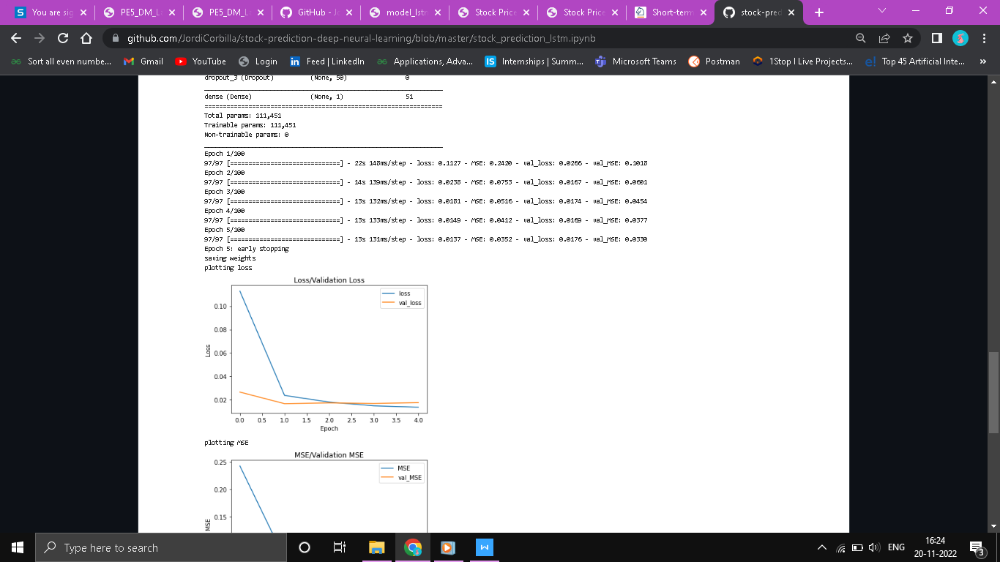 You are sig
PE5_DM_L
PE5_DM_L
GitHub - J
model_lstm
Stock Price
Stock Price
Short-term
stock-pred
github.com/JordiCorbilla/stock-prediction-deep-neural-learning/blob/master/stock_prediction_lstm.ipynb
Sort all even numbe...
Gmail
YouTube
Login
Feed | LinkedIn
Applications, Adva...
Internships | Summ...
Microsoft Teams
Postman
1Stop | Live Projects...
Top 45 Artificial Inte...
dropout_3 (Dropout) (None, 50) 0
dense (Dense) (None, 1) 51
Total params: 111,451
Trainable params: 111,451
Non-trainable params: 0
Epoch 1/100
97/97 [==============================] - 22s 148ms/step - loss: 0.1127 - MSE: 0.2420 - val_loss: 0.0266 - val_MSE: 0.1018
Epoch 2/100
97/97 [==============================] - 14s 139ms/step - loss: 0.0238 - MSE: 0.0753 - val_loss: 0.0167 - val_MSE: 0.0601
Epoch 3/100
97/97 [==============================] - 13s 132ms/step - loss: 0.0181 - MSE: 0.0516 - val_loss: 0.0174 - val_MSE: 0.0454
Epoch 4/100
97/97 [==============================] - 13s 133ms/step - loss: 0.0149 - MSE: 0.0412 - val_loss: 0.0169 - val_MSE: 0.0377
Epoch 5/100
97/97 [==============================] - 13s 131ms/step - loss: 0.0137 - MSE: 0.0352 - val_loss: 0.0176 - val_MSE: 0.0330
Epoch 5: early stopping
saving weights
plotting loss
Loss/Validation Loss
loss
val_loss
0.10
0.08
0.06
0.04
0.02
Loss
0.0 0.5 1.0 1.5 2.0 2.5 3.0 3.5 4.0
Epoch
plotting MSE
MSE/Validation MSE
MSE
val_MSE
0.25
0.20
0.15
MSE
Type here to search
ENG
16:24
20-11-2022
3